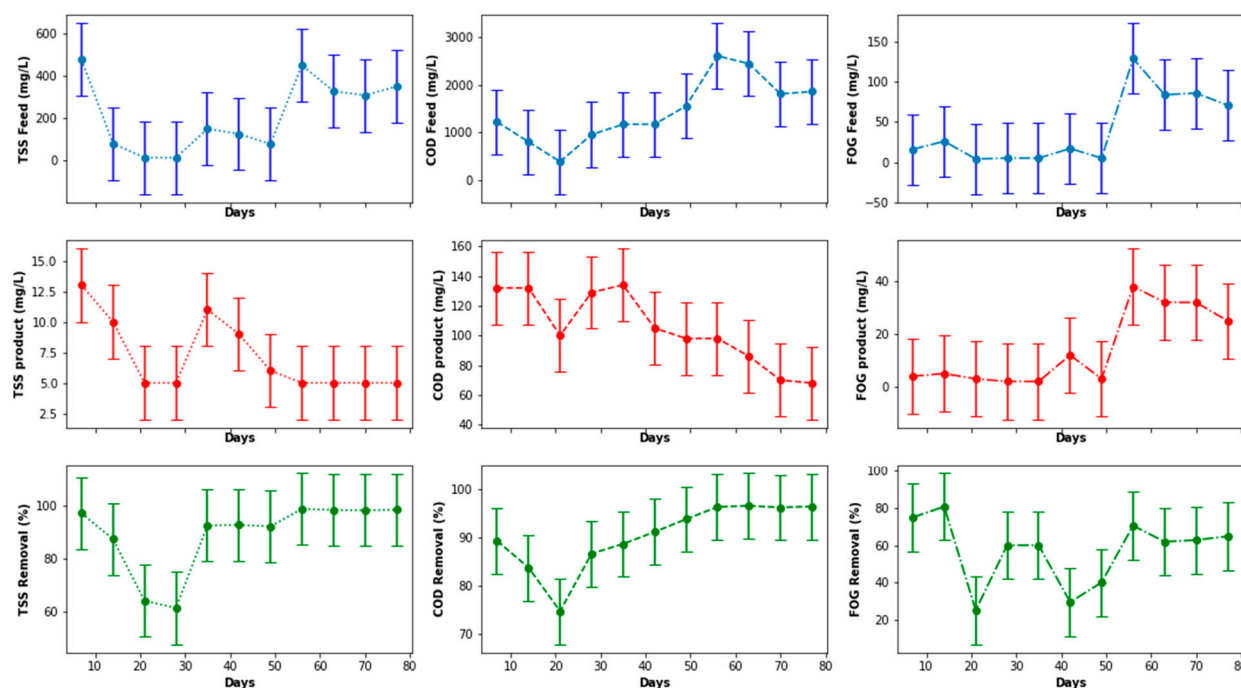 TSS Feed (mg/L)
600
400
200
0
Days
COD Feed (mg/L)
3000
2000
1000
0
Days
FOG Feed (mg/L)
150
100
50
0
−50
Days
TSS product (mg/L)
15.0
12.5
10.0
7.5
5.0
2.5
Days
COD product (mg/L)
160
140
120
100
80
60
40
Days
FOG product (mg/L)
40
20
0
Days
TSS Removal (%)
100
80
60
10 20 30 40 50 60 70 80
Days
COD Removal (%)
100
90
80
70
10 20 30 40 50 60 70 80
Days
FOG Removal (%)
100
80
60
40
20
10 20 30 40 50 60 70 80
Days